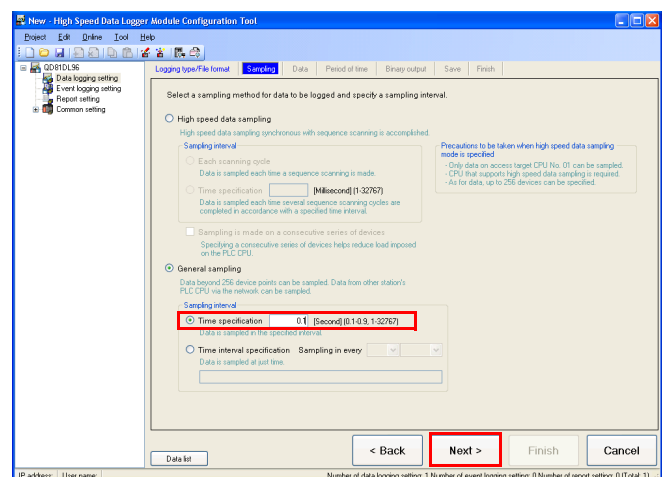 New - High Speed Data Logger Module Configuration Tool
Project Edit Online Tool Help
QD81DL96
Data logging setting
Event logging setting
Report setting
Common setting
Logging type/File format Sampling Data Period of time Binary output Save Finish
Select a sampling method for data to be logged and specify a sampling interval.
High speed data sampling
High speed data sampling synchronous with sequence scanning is accomplished.
Sampling interval
Each scanning cycle
Data is sampled each time a sequence scanning is made.
Time specification [Millisecond] (1-32767)
Data is sampled each time several sequence scanning cycles are
completed in accordance with a specified time interval.
Sampling is made on a consecutive series of devices
Specifying a consecutive series of devices helps reduce load imposed
on the PLC CPU.
Precautions to be taken when high speed data sampling
mode is specified
- Only data on access target CPU No. 01 can be sampled.
- CPU that supports high speed data sampling is required.
- As for data, up to 256 devices can be specified.
General sampling
Data beyond 256 device points can be sampled. Data from other station's
PLC CPU via the network can be sampled.
Sampling interval
Time specification 0.1 [Second] (0.1-0.9, 1-32767)
Data is sampled in the specified interval.
Time interval specification Sampling in every
Data is sampled at just time.
Data list
< Back Next > Finish Cancel
IP address: User name: Number of data logging setting: 1 Number of event logging setting: 0 Number of report setting: 0 (Total: 1)